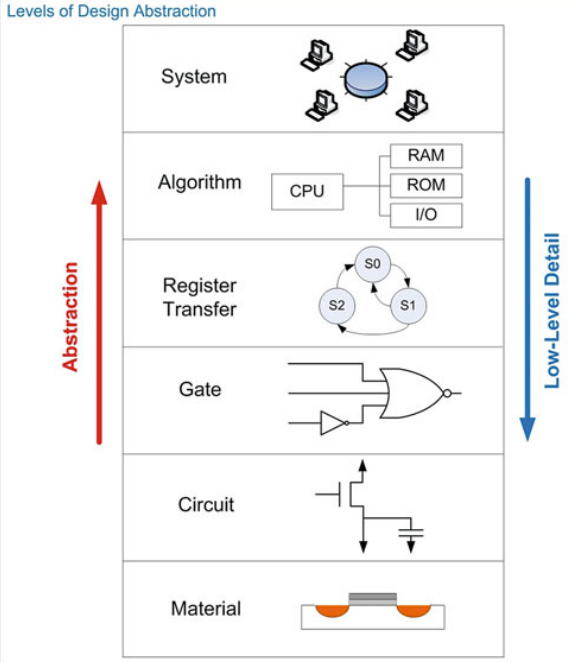 Levels of Design Abstraction
System
Algorithm
CPU
RAM
ROM
I/O
Register
Transfer
S0
S2
S1
Gate
Circuit
Material
Abstraction
Low-Level Detail